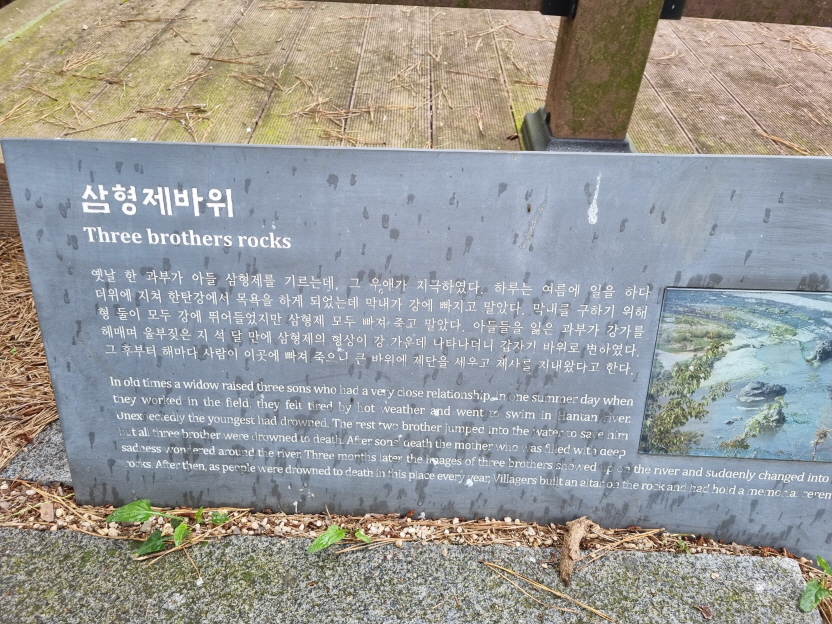 삼형제바위
Three brothers rocks
옛날 한 과부가 아들 삼형제를 기르는데, 그 우애가 지극하였다. 하루는 여름에 일을 하다
더위에 지쳐 한탄강에서 목욕을 하게 되었는데 막내가 강에 빠지고 말았다. 막내를 구하기 위해
형 둘이 모두 강에 뛰어들었지만 삼형제 모두 빠져 죽고 말았다. 아들들을 잃은 과부가 강가를
헤매며 울부짖은 지 석 달 만에 삼형제의 형상이 강 가운데 나타나더니 갑자기 바위로 변하였다.
그 후부터 해마다 사람이 이곳에 빠져 죽으니 큰 바위에 제단을 세우고 제사를 지내왔다고 한다.
In old times a widow raised three sons who had a very close relationship. In one summer day when
they worked in the field, they felt tired by hot weather and went to swim in Hantan river.
Unexpectedly the youngest had drowned. The rest two brother jumped into the water to save him
but all three brother were drowned to death. After sons' death the mother who was filled with deep
sadness wondered around the river. Three months later the images of three brothers showed up on the river and suddenly changed into
rocks. After then, as people were drowned to death in this place every year, Villagers built an altar on the rock and had hold a memorial